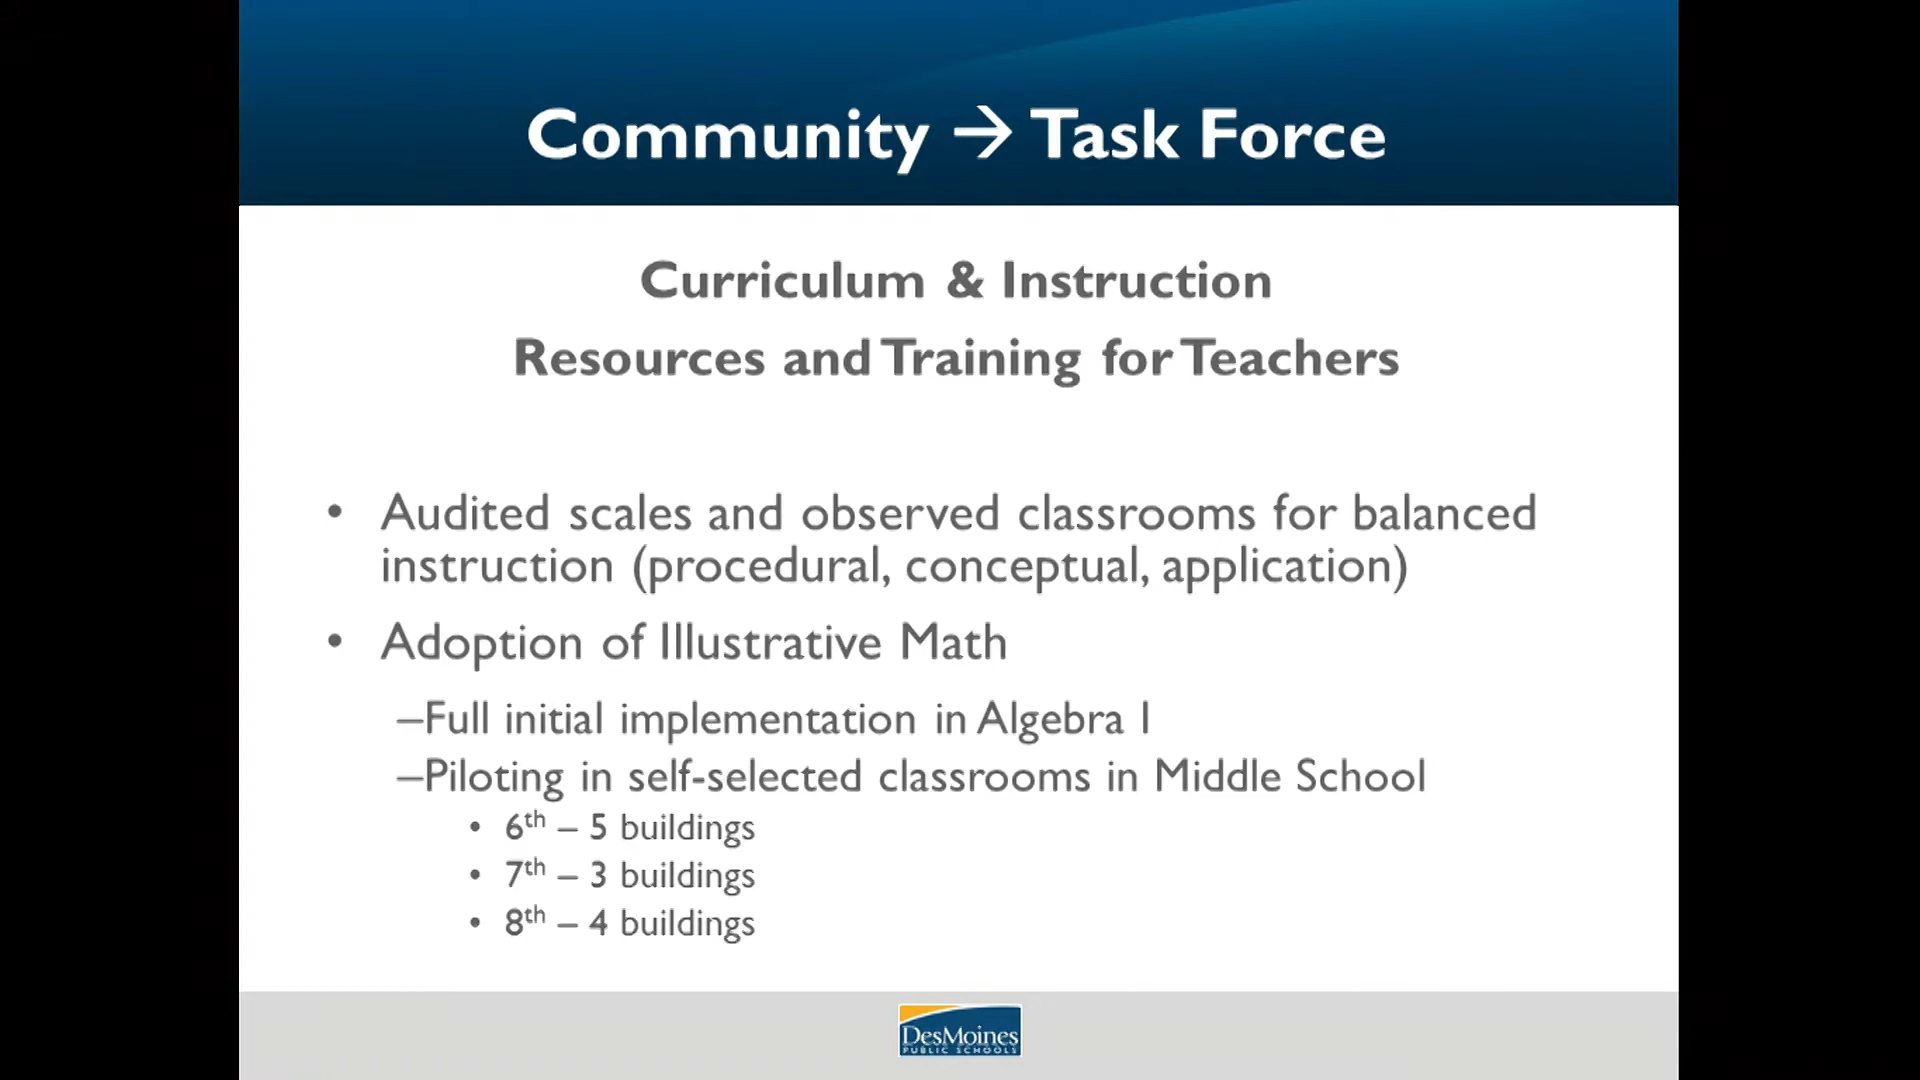 Community → Task Force
Curriculum & Instruction
Resources and Training for Teachers
• Audited scales and observed classrooms for balanced
instruction (procedural, conceptual, application)
• Adoption of Illustrative Math
–Full initial implementation in Algebra I
–Piloting in self-selected classrooms in Middle School
• 6th – 5 buildings
• 7th – 3 buildings
• 8th – 4 buildings
DesMoines
PUBLIC SCHOOLS